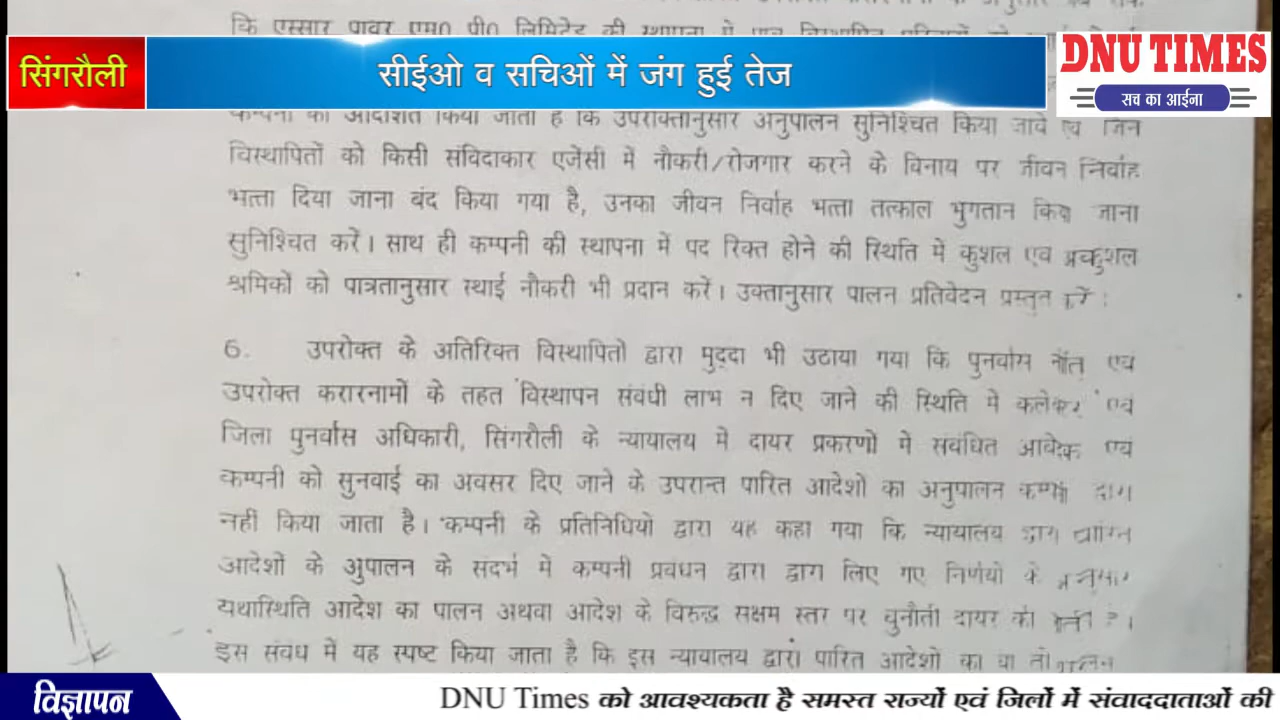 कि एस्सार पावर एम0 पी0 लिमिटेड की स्थापना में
सिंगरौली
सीईओ व सचिओं में जंग हुई तेज
DNU TIMES
सच का आईना
कम्पनी को आदेशित किया जाता है कि उपरोक्तानुसार अनुपालन सुनिश्चित किया जावे एवं जिन
विस्थापितों को किसी संविदाकार एजेंसी में नौकरी/रोजगार करने के विनाय पर जीवन निर्वाह
भत्ता दिया जाना बंद किया गया है, उनका जीवन निर्वाह भत्ता तत्काल भुगतान किया जाना
सुनिश्चित करें। साथ ही कम्पनी की स्थापना में पद रिक्त होने की स्थिति में कुशल एवं अकुशल
श्रमिकों को पात्रतानुसार स्थाई नौकरी भी प्रदान करें। उक्तानुसार पालन प्रतिवेदन प्रस्तुत करें।
6. उपरोक्त के अतिरिक्त विस्थापितो द्वारा मुद्दा भी उठाया गया कि पुनर्वास नीति एवं
उपरोक्त करारनामों के तहत विस्थापन संवंधी लाभ न दिए जाने की स्थिति में कलेक्टर एवं
जिला पुनर्वास अधिकारी, सिंगरौली के न्यायालय में दायर प्रकरणो में संवंधित आवेदक एवं
कम्पनी को सुनवाई का अवसर दिए जाने के उपरान्त पारित आदेशो का अनुपालन कम्पनी द्वारा
नहीं किया जाता है। कम्पनी के प्रतिनिधियो द्वारा यह कहा गया कि न्यायालय द्वारा पारित
आदेशों के अुपालन के संदर्भ में कम्पनी प्रवंधन द्वारा द्वारा लिए गए निर्णयो के अनुसार
यथास्थिति आदेश का पालन अथवा आदेश के विरुद्ध सक्षम स्तर पर चुनौती दायर की
इस संवंध में यह स्पष्ट किया जाता है कि इस न्यायालय द्वारा पारित आदेशों का या तो पालन
विज्ञापन
DNU Times को आवश्यकता है समस्त राज्यों एवं जिलों में संवाददाताओं की